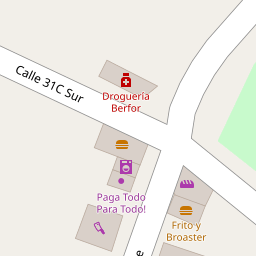 Calle 31C Sur
Droguería
Berfor
Paga Todo
Para Todo!
Frito y
Broaster